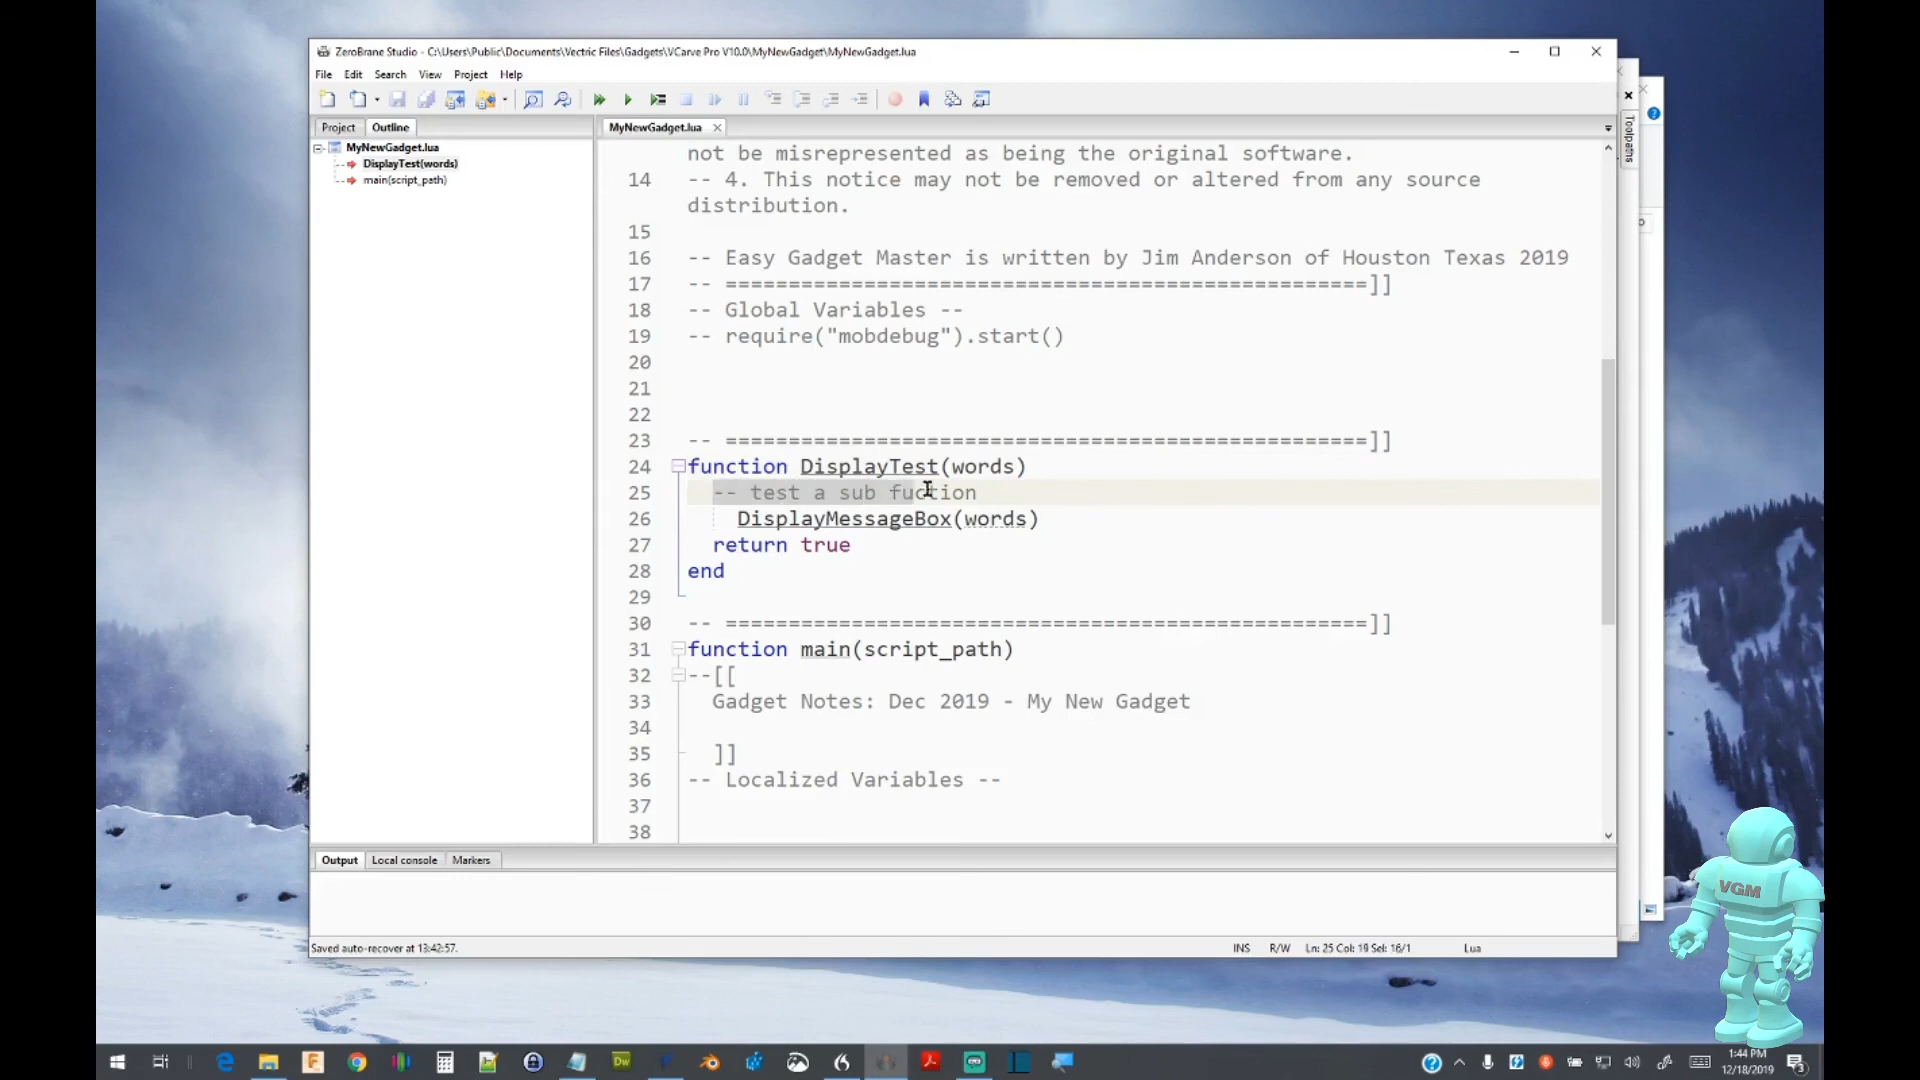 ZeroBrane Studio - C:\Users\Public\Documents\Vectric Files\Gadgets\VCarve Pro V10.0\MyNewGadget\MyNewGadget.lua
File Edit Search View Project Help
Project Outline
MyNewGadget.lua
DisplayTest(words)
main(script_path)
MyNewGadget.lua
not be misrepresented as being the original software.
14 -- 4. This notice may not be removed or altered from any source
distribution.
15
16 -- Easy Gadget Master is written by Jim Anderson of Houston Texas 2019
17 -- ===================================================]]
18 -- Global Variables --
19 -- require("mobdebug").start()
20
21
22
23 -- ===================================================]]
24 function DisplayTest(words)
25 -- test a sub fuction
26 DisplayMessageBox(words)
27 return true
28 end
29
30 -- ===================================================]]
31 function main(script_path)
32 --[[
33 Gadget Notes: Dec 2019 - My New Gadget
34
35 ]]
36 -- Localized Variables --
37
38
Toolpaths
Output Local console Markers
Saved auto-recover at 13:42:57.
INS R/W Ln: 25 Col: 19 Sel: 16/1 Lua
VGM
Dw
1:44 PM
12/18/2019
3